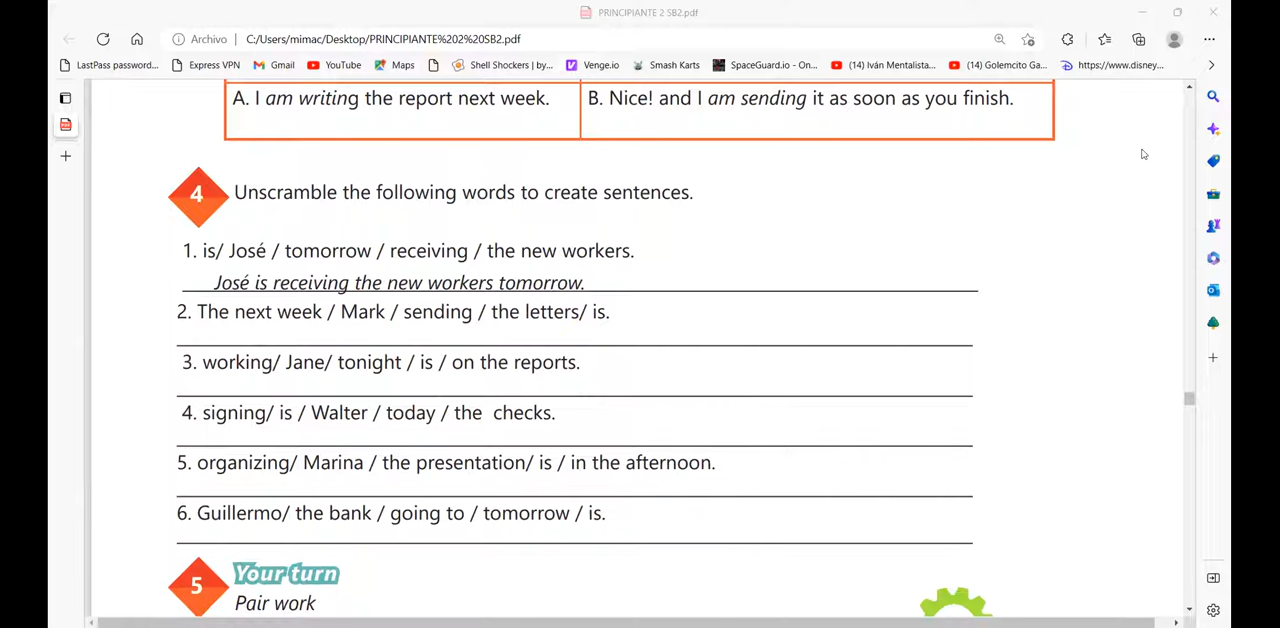 PRINCIPIANTE 2 SB2.pdf
Archivo | C:/Users/mimac/Desktop/PRINCIPIANTE%202%20SB2.pdf
LastPass password... Express VPN Gmail YouTube Maps Shell Shockers | by... Venge.io Smash Karts SpaceGuard.io - On... (14) Iván Mentalista... (14) Golemcito Ga... https://www.disney...
A. I am writing the report next week. B. Nice! and I am sending it as soon as you finish.
4 Unscramble the following words to create sentences.
1. is/ José / tomorrow / receiving / the new workers.
José is receiving the new workers tomorrow.
2. The next week / Mark / sending / the letters/ is.
3. working/ Jane/ tonight / is / on the reports.
4. signing/ is / Walter / today / the checks.
5. organizing/ Marina / the presentation/ is / in the afternoon.
6. Guillermo/ the bank / going to / tomorrow / is.
5 Your turn
Pair work